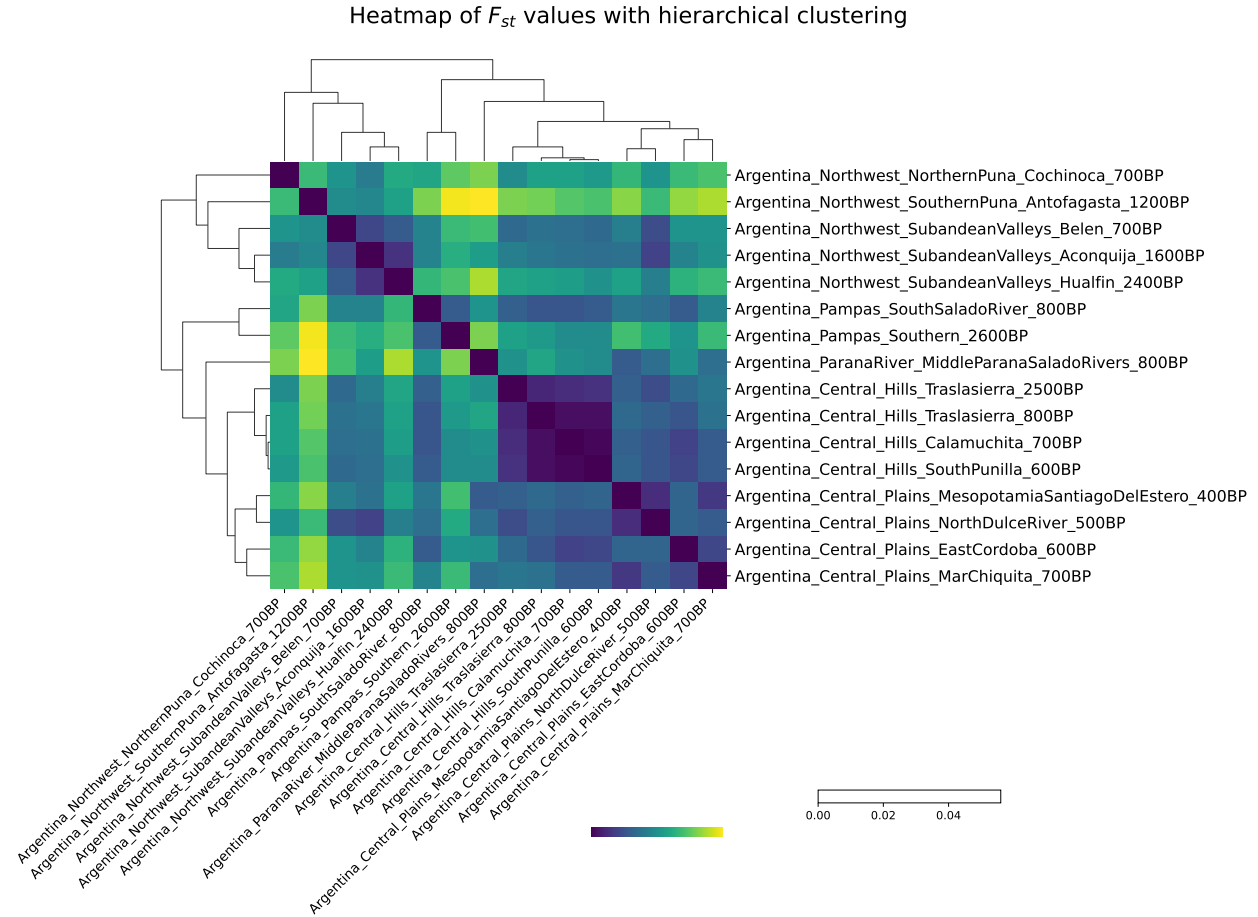 Heatmap of Fst values with hierarchical clustering
Argentina_Northwest_NorthernPuna_Cochinoca_700BP
Argentina_Northwest_SouthernPuna_Antofagasta_1200BP
Argentina_Northwest_SubandeanValleys_Belen_700BP
Argentina_Northwest_SubandeanValleys_Aconquija_1600BP
Argentina_Northwest_SubandeanValleys_Hualfin_2400BP
Argentina_Pampas_SouthSaladoRiver_800BP
Argentina_Pampas_Southern_2600BP
Argentina_ParanaRiver_MiddleParanaSaladoRivers_800BP
Argentina_Central_Hills_Traslasierra_2500BP
Argentina_Central_Hills_Traslasierra_800BP
Argentina_Central_Hills_Calamuchita_700BP
Argentina_Central_Hills_SouthPunilla_600BP
Argentina_Central_Plains_MesopotamiaSantiagoDelEstero_400BP
Argentina_Central_Plains_NorthDulceRiver_500BP
Argentina_Central_Plains_EastCordoba_600BP
Argentina_Central_Plains_MarChiquita_700BP
Argentina_Northwest_NorthernPuna_Cochinoca_700BP
Argentina_Northwest_SouthernPuna_Antofagasta_1200BP
Argentina_Northwest_SubandeanValleys_Belen_700BP
Argentina_Northwest_SubandeanValleys_Aconquija_1600BP
Argentina_Northwest_SubandeanValleys_Hualfin_2400BP
Argentina_Pampas_SouthSaladoRiver_800BP
Argentina_Pampas_Southern_2600BP
Argentina_ParanaRiver_MiddleParanaSaladoRivers_800BP
Argentina_Central_Hills_Traslasierra_2500BP
Argentina_Central_Hills_Traslasierra_800BP
Argentina_Central_Hills_Calamuchita_700BP
Argentina_Central_Hills_SouthPunilla_600BP
Argentina_Central_Plains_MesopotamiaSantiagoDelEstero_400BP
Argentina_Central_Plains_NorthDulceRiver_500BP
Argentina_Central_Plains_EastCordoba_600BP
Argentina_Central_Plains_MarChiquita_700BP
0.00 0.02 0.04